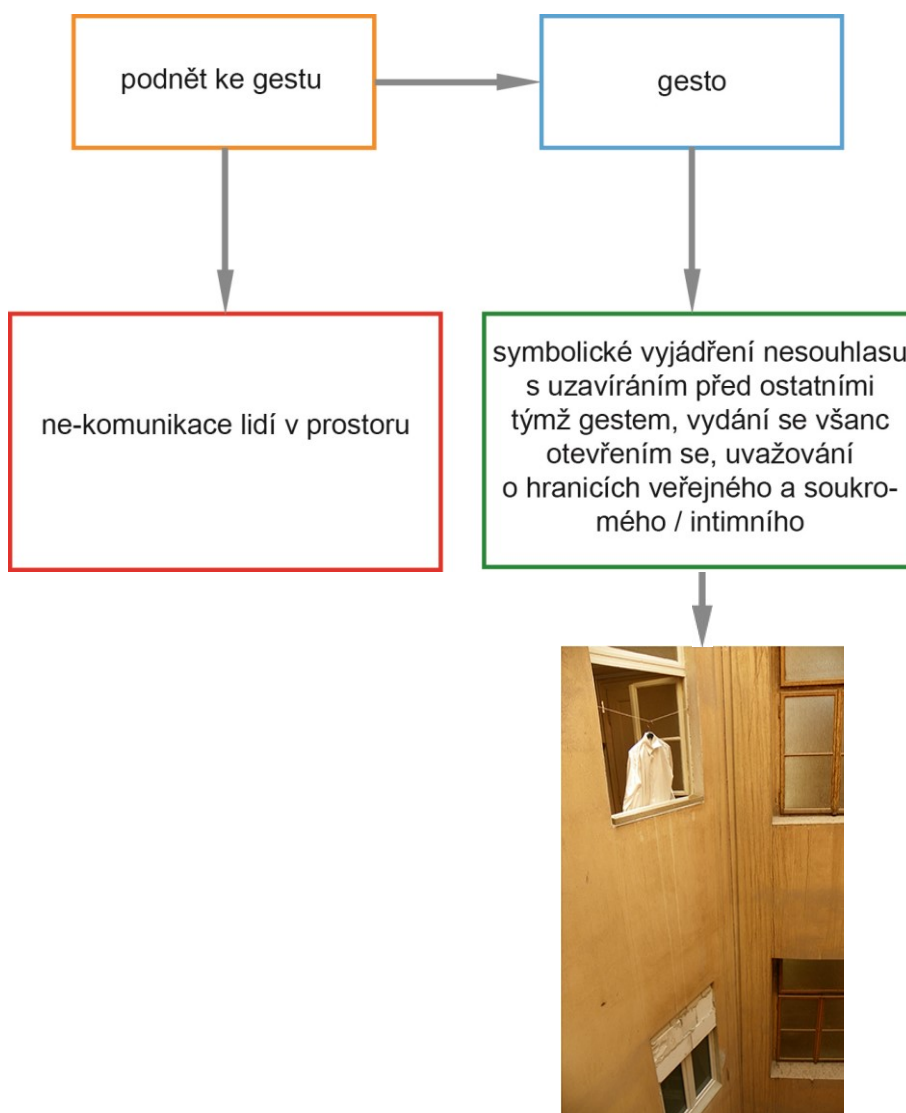 podnět ke gestu
gesto
ne-komunikace lidí v prostoru
symbolické vyjádření nesouhlasu
s uzavíráním před ostatními
týmž gestem, vydání se všanc
otevřením se, uvažování
o hranicích veřejného a soukro-
mého / intimního